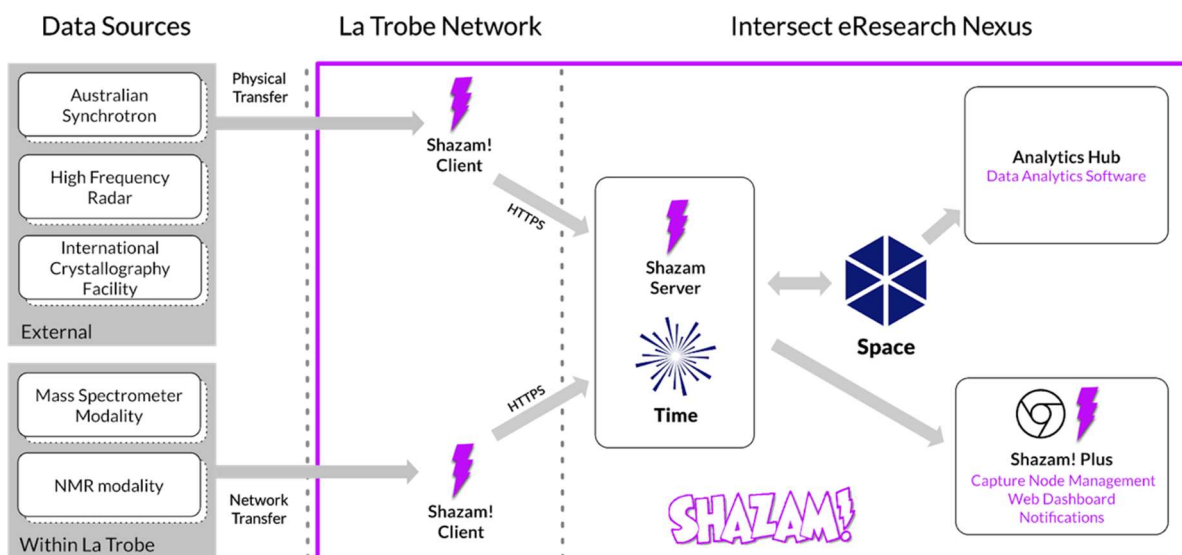 Data Sources
La Trobe Network
Intersect eResearch Nexus
Australian
Synchrotron
High Frequency
Radar
International
Crystallography
Facility
External
Physical
Transfer
Shazam!
Client
HTTPS
Mass Spectrometer
Modality
NMR modality
Within La Trobe
Network
Transfer
Shazam!
Client
HTTPS
Shazam
Server
Time
Space
Analytics Hub
Data Analytics Software
Shazam! Plus
Capture Node Management
Web Dashboard
Notifications
SHAZAM!